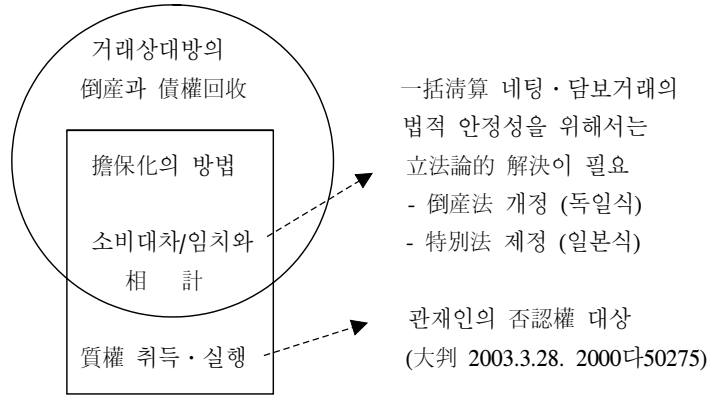 거래상대방의
倒産과 債權回收
擔保化의 방법
소비대차/임치와
相 計
質權 취득·실행
一括淸算 네팅·담보거래의
법적 안정성을 위해서는
立法論的 解決이 필요
- 倒産法 개정 (독일식)
- 特別法 제정 (일본식)
관재인의 否認權 대상
(大判 2003.3.28. 2000다50275)